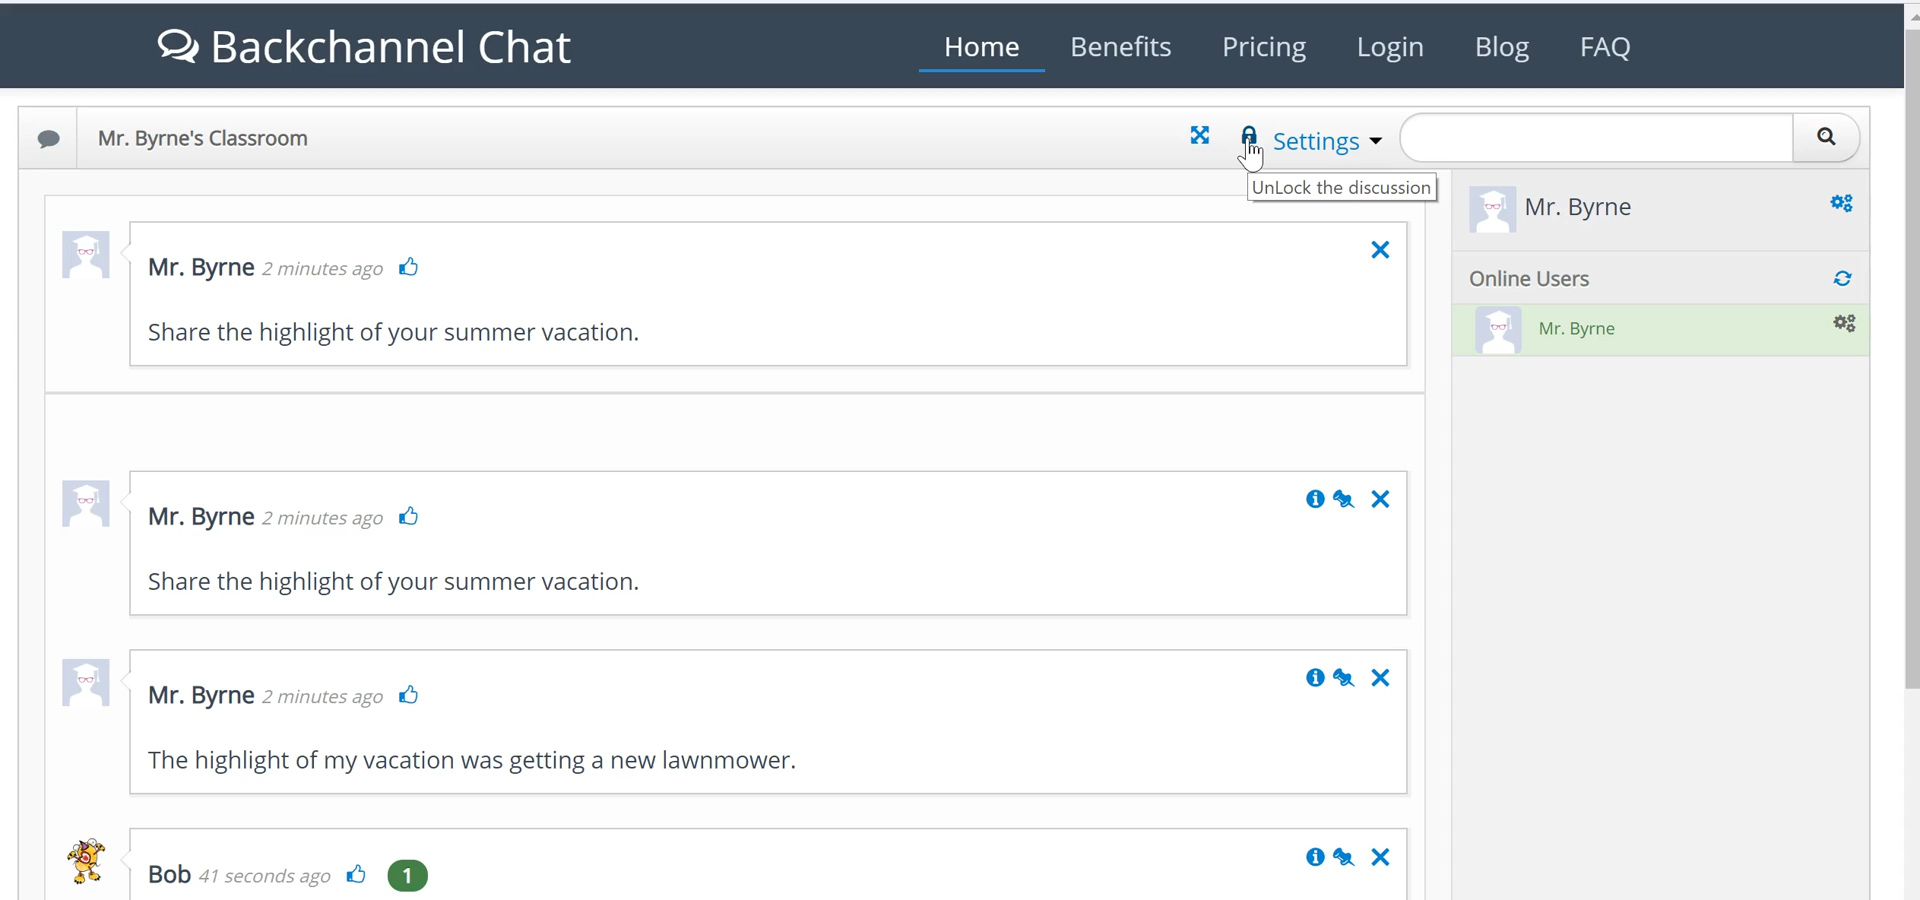 Backchannel Chat
Home Benefits Pricing Login Blog FAQ
Mr. Byrne's Classroom
Settings
UnLock the discussion
Mr. Byrne
Online Users
Mr. Byrne
Mr. Byrne 2 minutes ago
Share the highlight of your summer vacation.
Mr. Byrne 2 minutes ago
Share the highlight of your summer vacation.
Mr. Byrne 2 minutes ago
The highlight of my vacation was getting a new lawnmower.
Bob 41 seconds ago 1